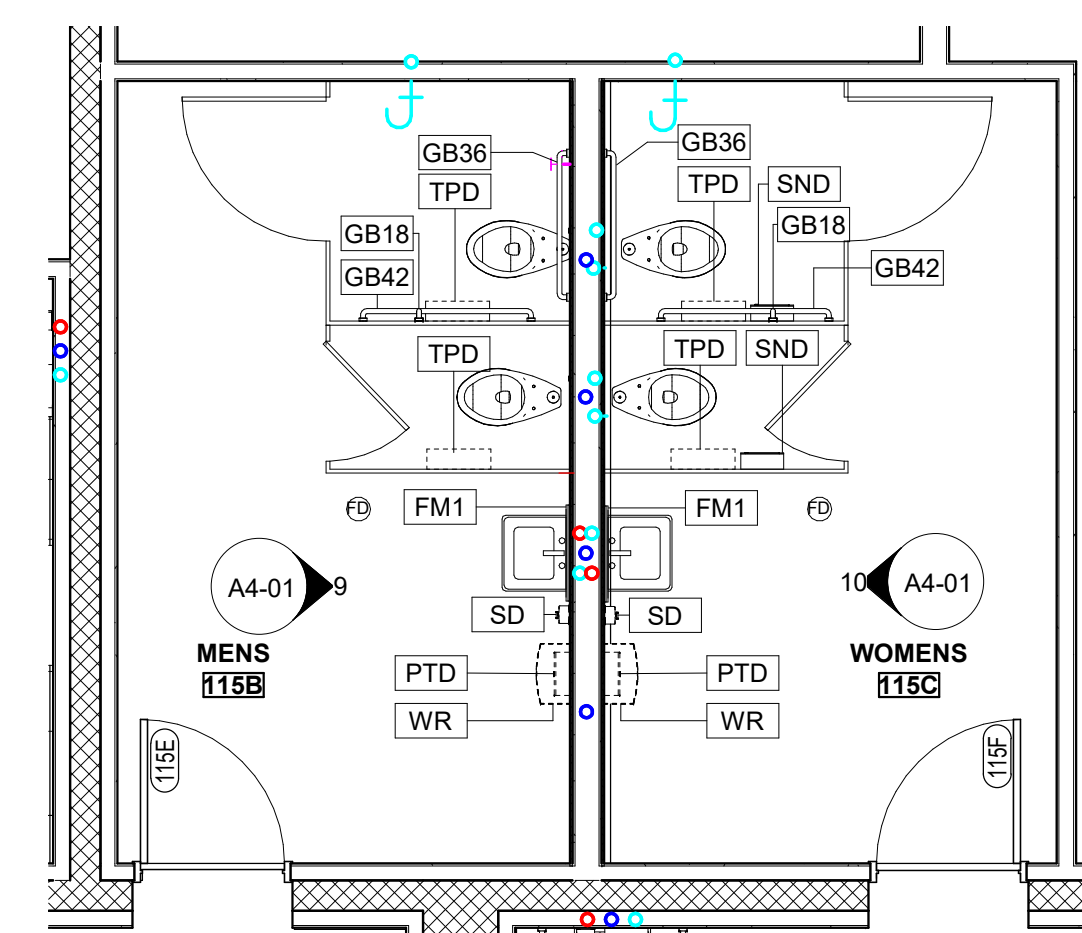 GB36
GB36
TPD
TPD
SND
GB18
GB18
GB42
GB42
TPD
TPD
SND
FD
FM1
FM1
FD
A4-01
9
10
A4-01
SD
SD
MENS
115B
WOMENS
115C
PTD
PTD
WR
WR
115E
115F